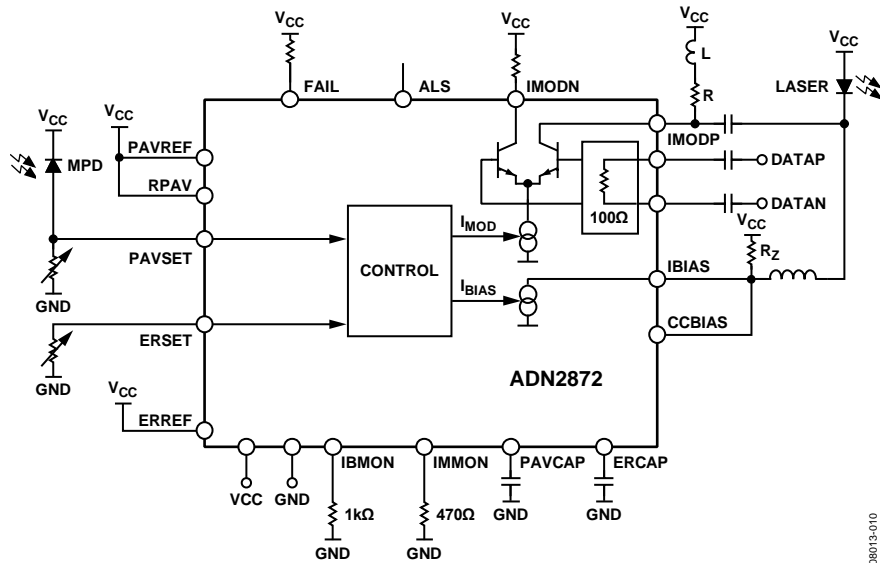 VCC
VCC
VCC
VCC
L
R
LASER
FAIL
ALS
IMODN
IMODP
VCC
PAVREF
MPD
RPAV
DATAP
DATAN
100Ω
VCC
RZ
PAVSET
IMOD
CONTROL
IBIAS
IBIAS
GND
CCBIAS
ERSET
GND
ADN2872
VCC
ERREF
IBMON
IMMON
PAVCAP
ERCAP
VCC
GND
1kΩ
470Ω
GND
GND
GND
GND
08013-010